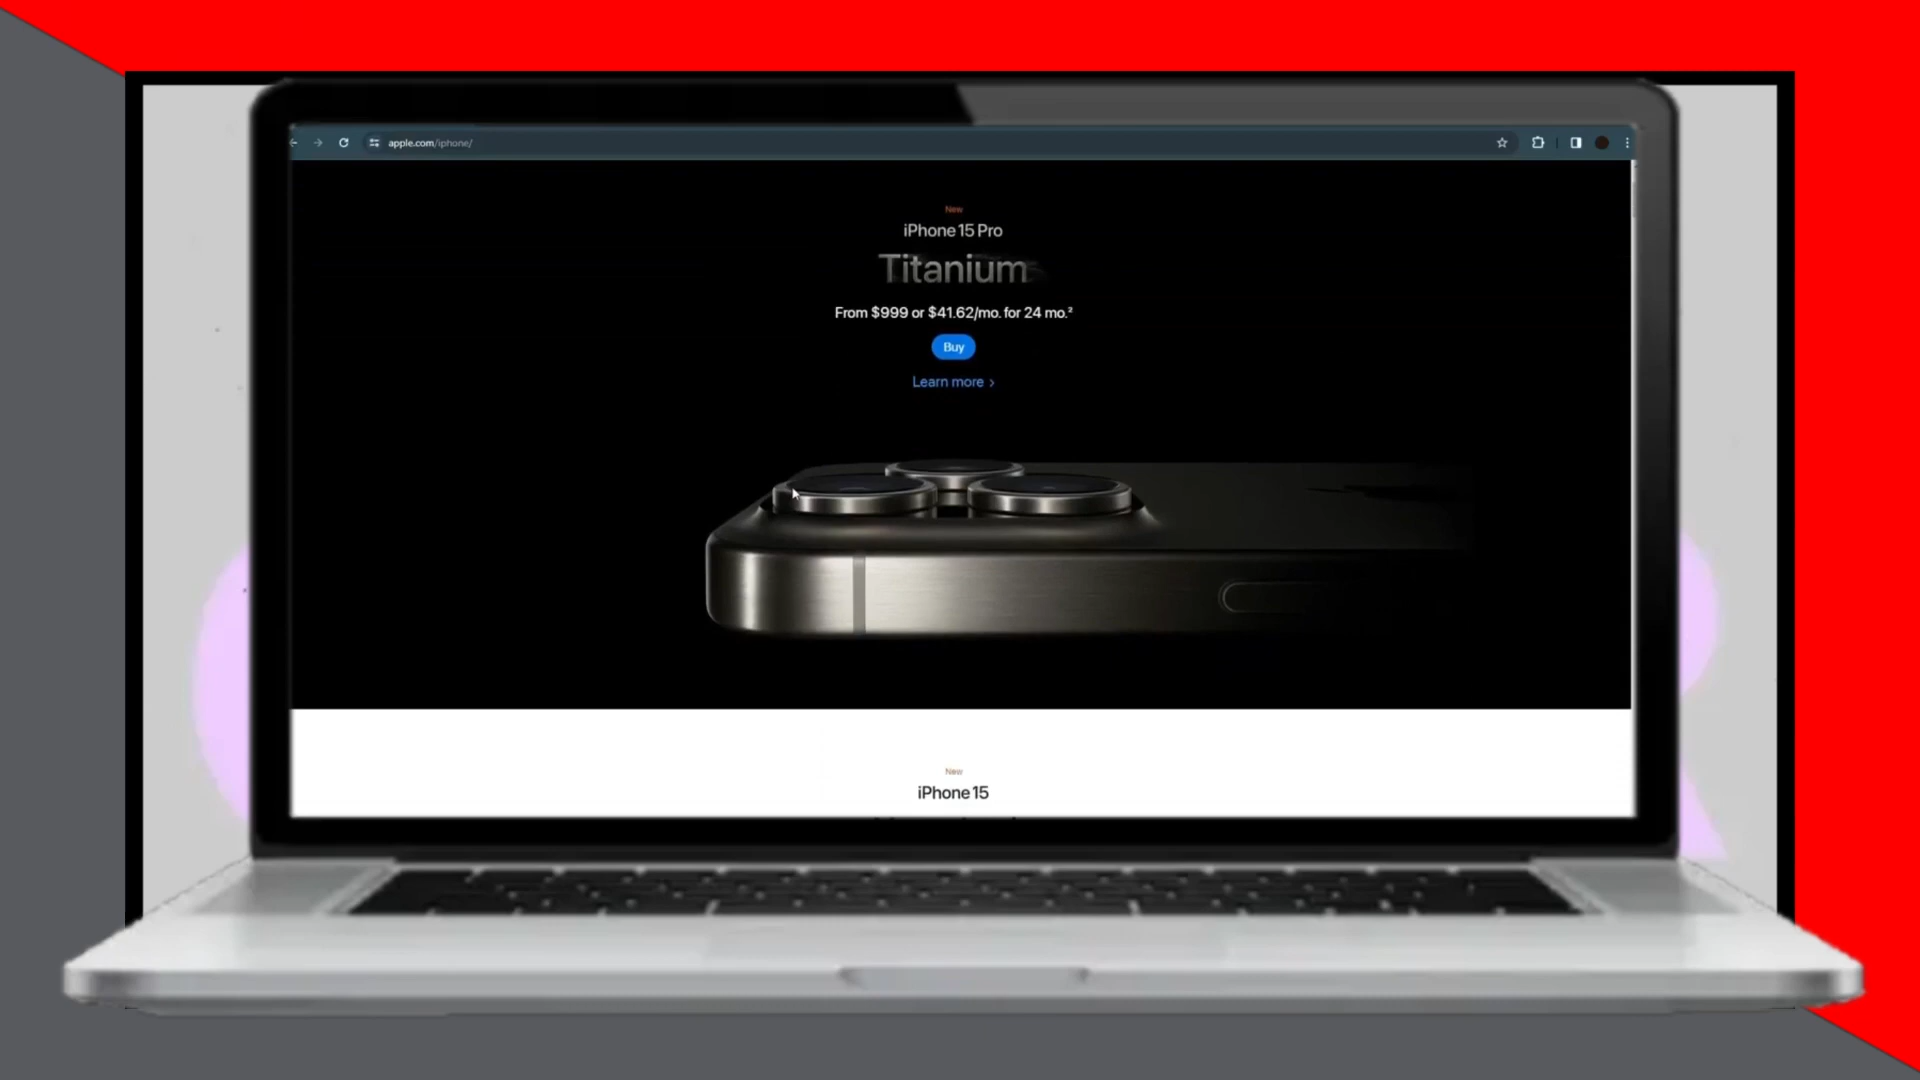 apple.com/iphone/
New
iPhone 15 Pro
Titanium
From $999 or $41.62/mo. for 24 mo.²
Buy
Learn more >
New
iPhone 15